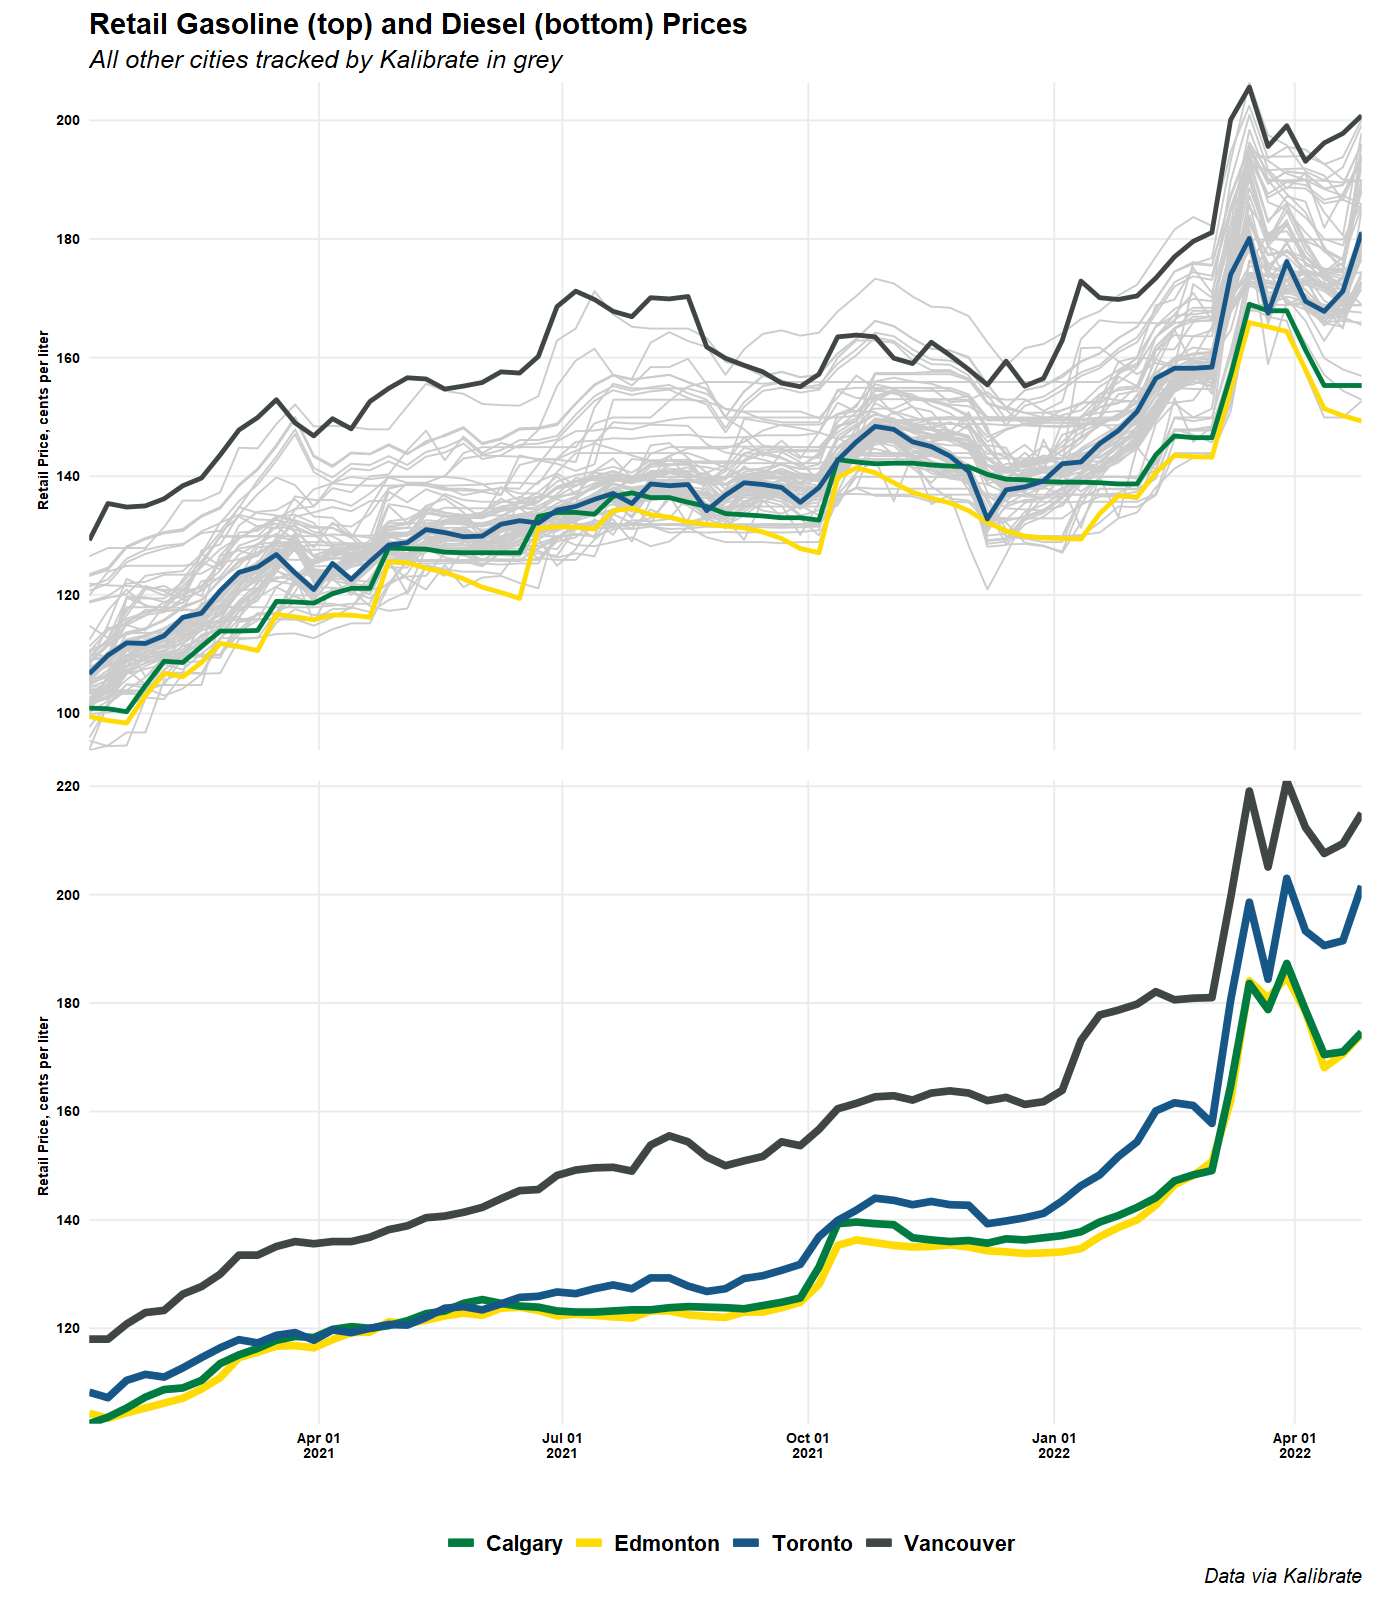 Retail Gasoline (top) and Diesel (bottom) Prices
All other cities tracked by Kalibrate in grey
Retail Price, cents per liter
200
180
160
140
120
100
Retail Price, cents per liter
220
200
180
160
140
120
Apr 01
2021
Jul 01
2021
Oct 01
2021
Jan 01
2022
Apr 01
2022
Calgary
Edmonton
Toronto
Vancouver
Data via Kalibrate